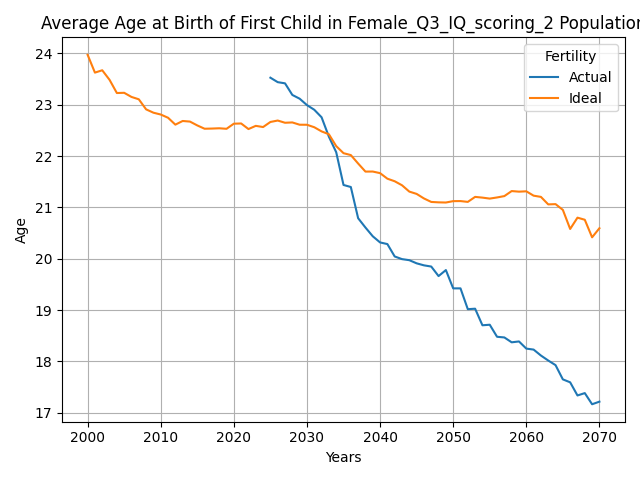 Average Age at Birth of First Child in Female_Q3_IQ_scoring_2 Population
Fertility
Actual
Ideal
24
23
22
21
20
19
18
17
Age
2000 2010 2020 2030 2040 2050 2060 2070
Years